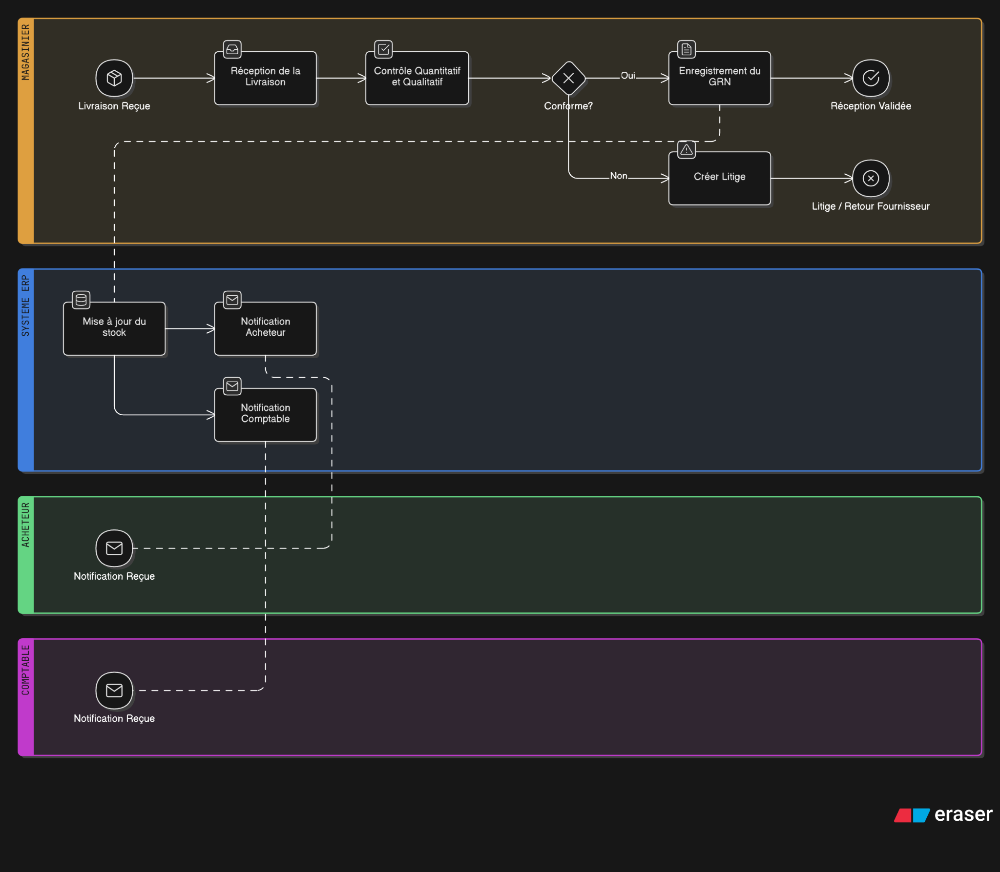 MAGASINIER
Livraison Reçue
Réception de la
Livraison
Contrôle Quantitatif
et Qualitatif
Conforme?
Oui
Enregistrement du
GRN
Réception Validée
Non
Créer Litige
Litige / Retour Fournisseur
SYSTEME ERP
Mise à jour du
stock
Notification
Acheteur
Notification
Comptable
ACHETEUR
Notification Reçue
COMPTABLE
Notification Reçue
eraser